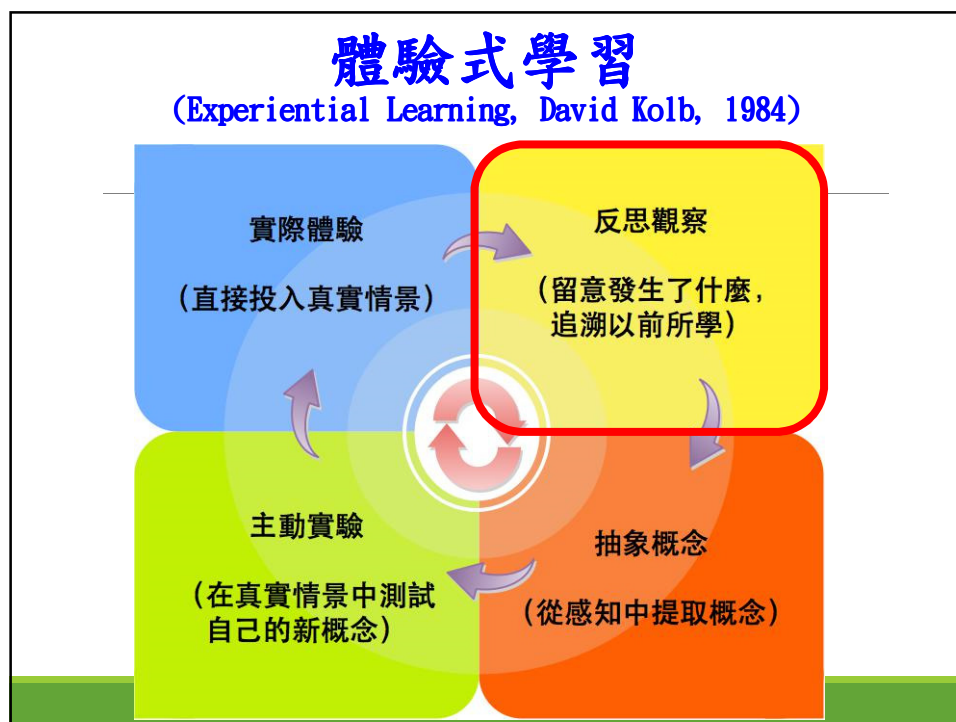 體驗式學習
(Experiential Learning, David Kolb, 1984)
實際體驗
（直接投入真實情景）
反思觀察
（留意發生了什麼，
追溯以前所學）
主動實驗
（在真實情景中測試
自己的新概念）
抽象概念
（從感知中提取概念）